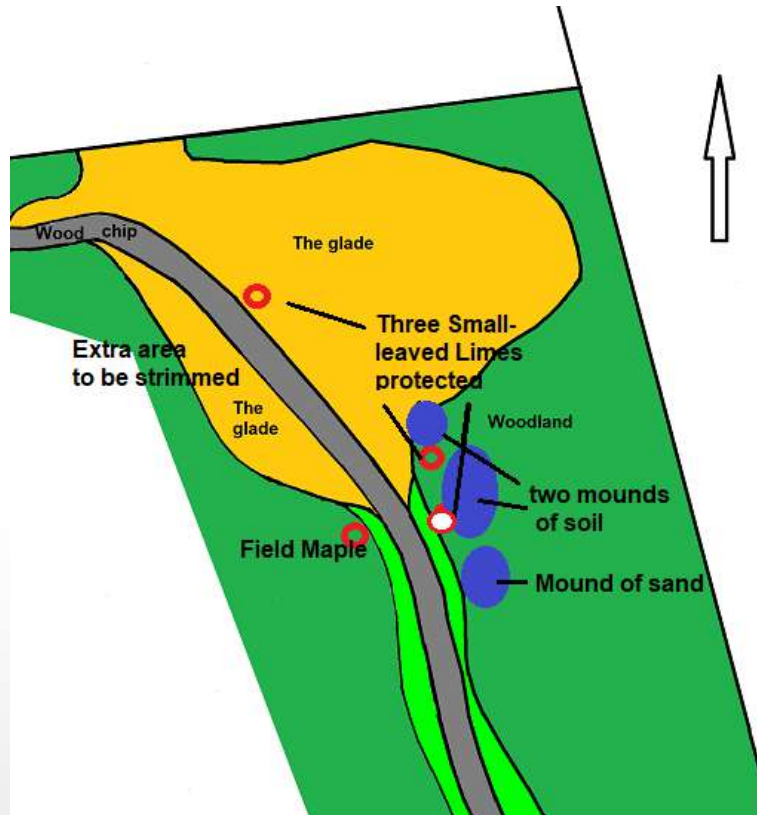 Wood chip
The glade
Three Small-
leaved Limes
protected
Extra area
to be strimmed
The
glade
Woodland
two mounds
of soil
Field Maple
Mound of sand